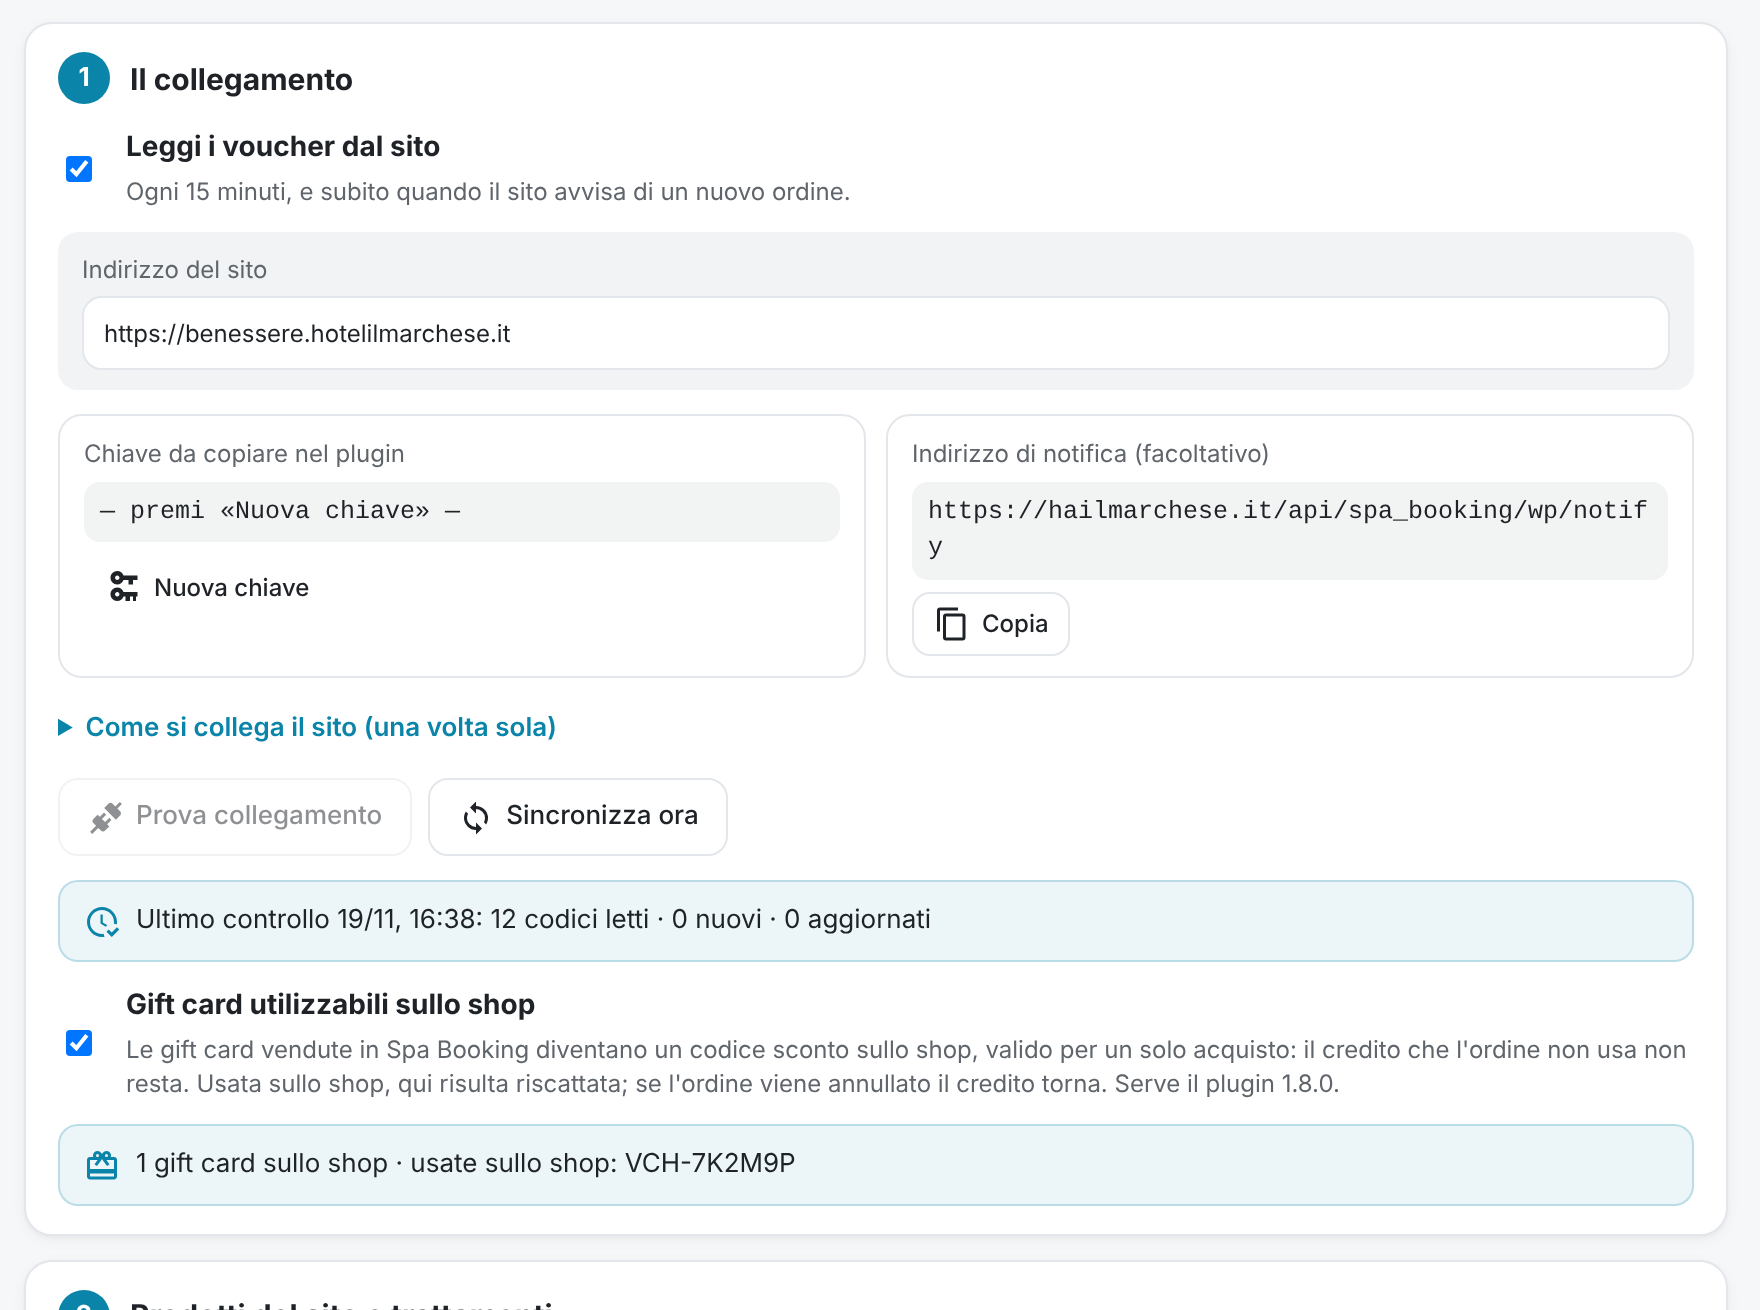 1 Il collegamento
Leggi i voucher dal sito
Ogni 15 minuti, e subito quando il sito avvisa di un nuovo ordine.
Indirizzo del sito
https://benessere.hotelilmarchese.it
Chiave da copiare nel plugin
— premi «Nuova chiave» —
Nuova chiave
Indirizzo di notifica (facoltativo)
https://hailmarchese.it/api/spa_booking/wp/notif
y
Copia
Come si collega il sito (una volta sola)
Prova collegamento
Sincronizza ora
Ultimo controllo 19/11, 16:38: 12 codici letti · 0 nuovi · 0 aggiornati
Gift card utilizzabili sullo shop
Le gift card vendute in Spa Booking diventano un codice sconto sullo shop, valido per un solo acquisto: il credito che l'ordine non usa non
resta. Usata sullo shop, qui risulta riscattata; se l'ordine viene annullato il credito torna. Serve il plugin 1.8.0.
1 gift card sullo shop · usate sullo shop: VCH-7K2M9P
Prodotti del sito e trattamenti